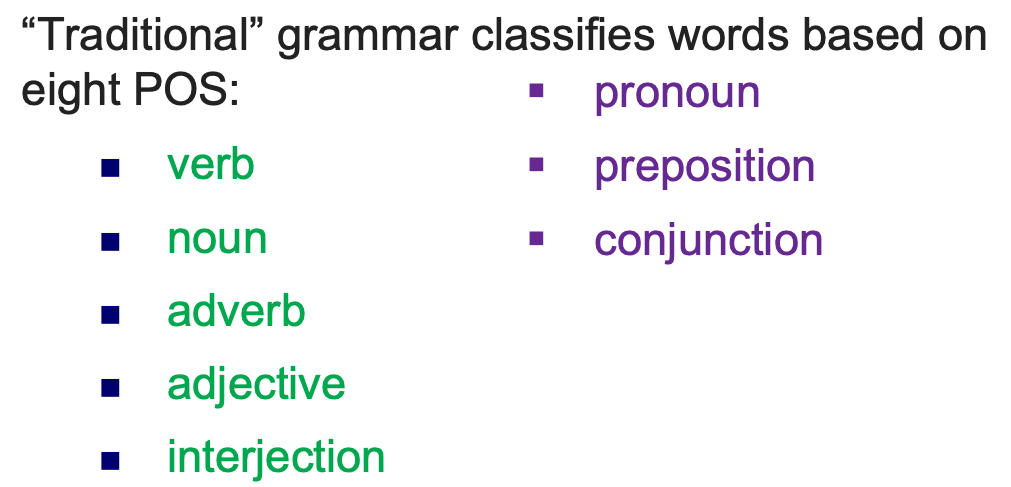 “Traditional” grammar classifies words based on
eight POS:
▪ verb
▪ noun
▪ adverb
▪ adjective
▪ interjection
▪ pronoun
▪ preposition
▪ conjunction